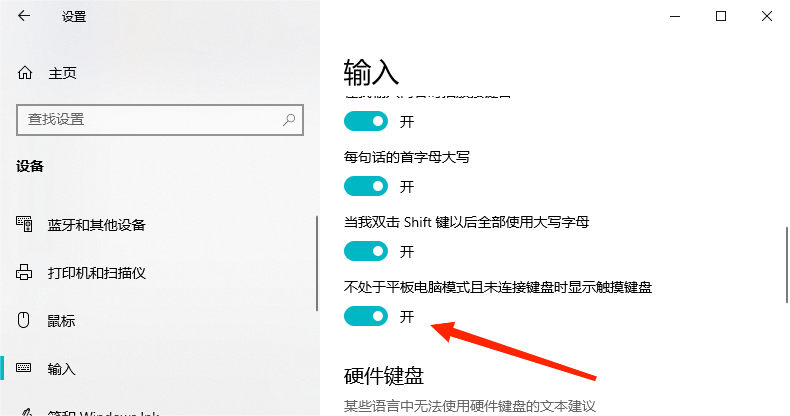 设置
主页
查找设置
设备
蓝牙和其他设备
打印机和扫描仪
鼠标
输入
输入
开
每句话的首字母大写
开
当我双击 Shift 键以后全部使用大写字母
开
不处于平板电脑模式且未连接键盘时显示触摸键盘
开
硬件键盘
某些语言中无法使用硬件键盘的文本建议